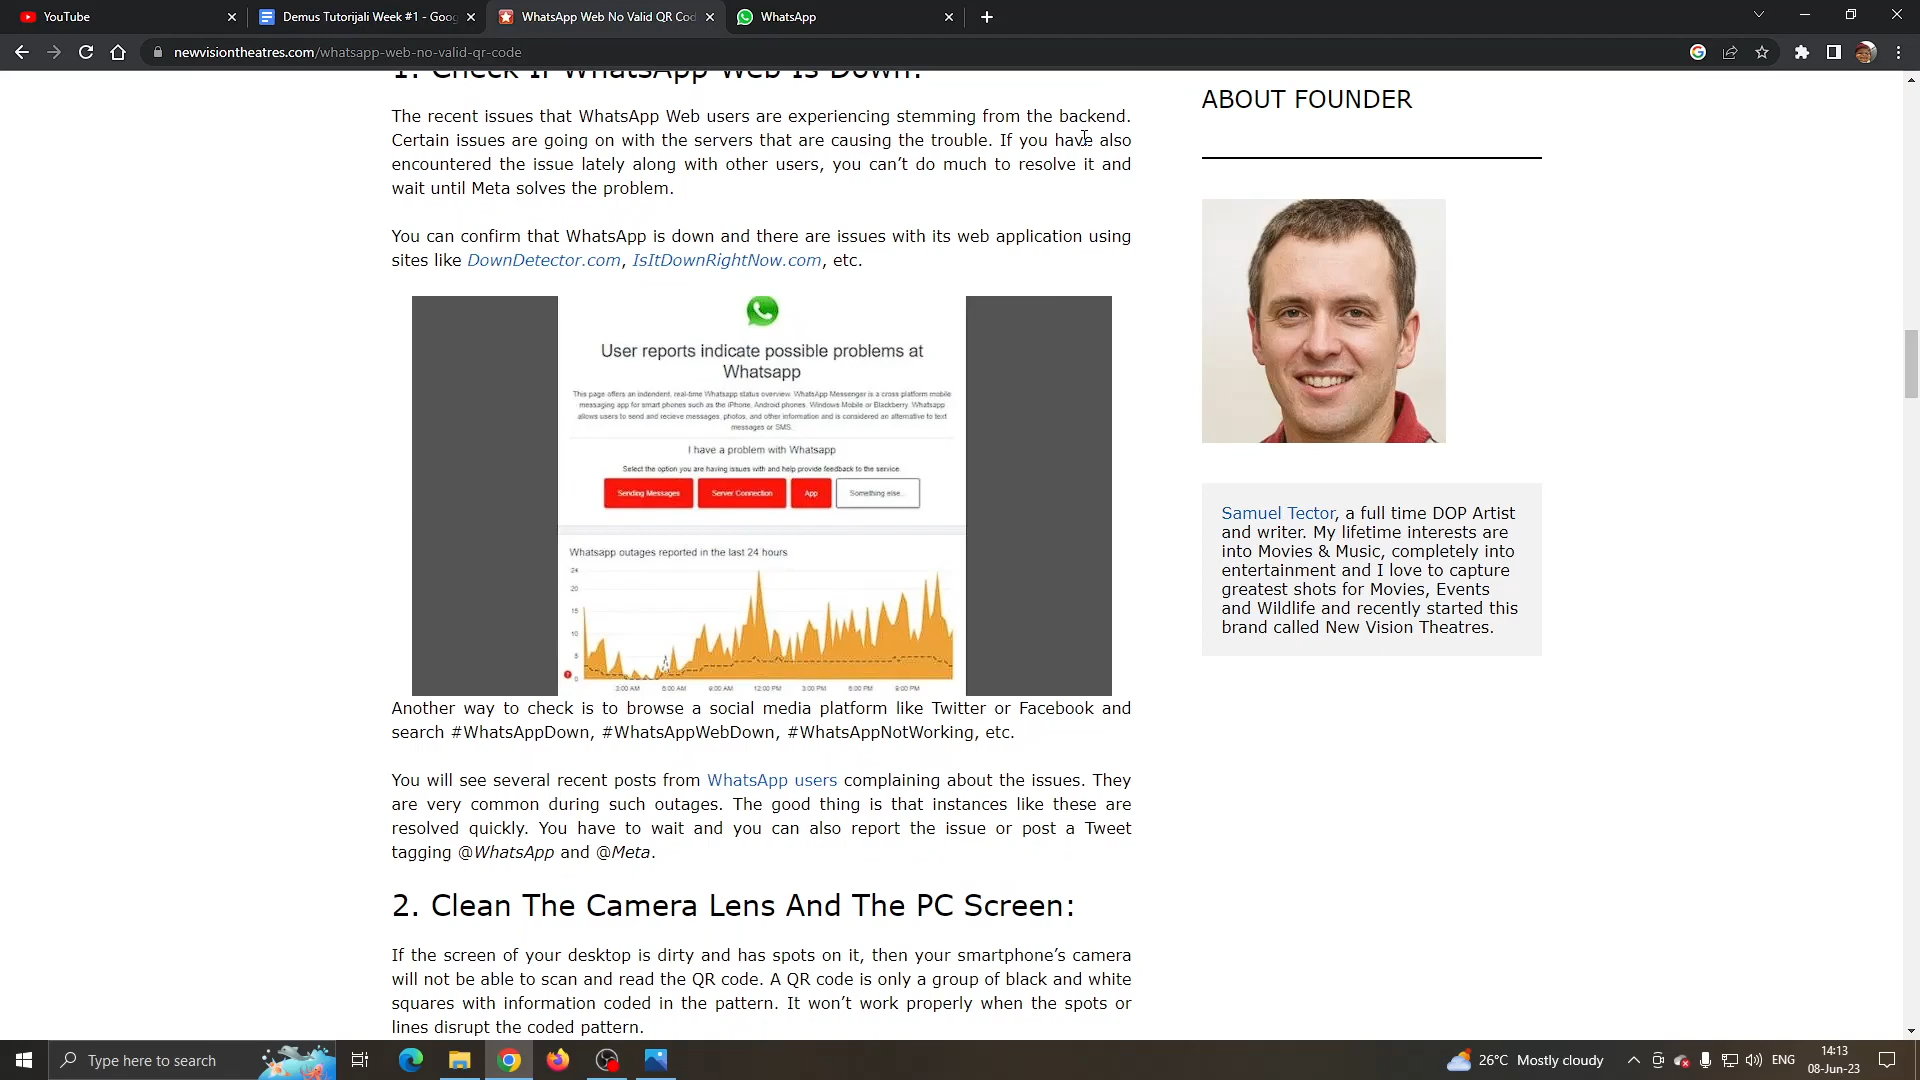 YouTube
Demus Tutorijali Week #1 - Goog
WhatsApp Web No Valid QR Cod
WhatsApp
newvisiontheatres.com/whatsapp-web-no-valid-qr-code
1. Check If WhatsApp Web Is Down:
The recent issues that WhatsApp Web users are experiencing stemming from the backend.
Certain issues are going on with the servers that are causing the trouble. If you have also
encountered the issue lately along with other users, you can’t do much to resolve it and
wait until Meta solves the problem.
You can confirm that WhatsApp is down and there are issues with its web application using
sites like DownDetector.com, IsItDownRightNow.com, etc.
User reports indicate possible problems at
Whatsapp
This page offers an indendent, real-time Whatsapp status overview. WhatsApp Messenger is a cross platform mobile
messaging app for smart phones such as the iPhone, Android phones, Windows Mobile or Blackberry. Whatsapp
allows users to send and recieve messages, photos, and other information and is considered an alternative to text
messages or SMS.
I have a problem with Whatsapp
Select the option you are having issues with and help provide feedback to the service
Sending Messages
Server Connection
App
Something else...
Whatsapp outages reported in the last 24 hours
24
20
15
10
5
0
3:00 AM 6:00 AM 9:00 AM 12:00 PM 3:00 PM 6:00 PM 9:00 PM
Another way to check is to browse a social media platform like Twitter or Facebook and
search #WhatsAppDown, #WhatsAppWebDown, #WhatsAppNotWorking, etc.
You will see several recent posts from WhatsApp users complaining about the issues. They
are very common during such outages. The good thing is that instances like these are
resolved quickly. You have to wait and you can also report the issue or post a Tweet
tagging @WhatsApp and @Meta.
2. Clean The Camera Lens And The PC Screen:
If the screen of your desktop is dirty and has spots on it, then your smartphone’s camera
will not be able to scan and read the QR code. A QR code is only a group of black and white
squares with information coded in the pattern. It won’t work properly when the spots or
lines disrupt the coded pattern.
ABOUT FOUNDER
Samuel Tector, a full time DOP Artist
and writer. My lifetime interests are
into Movies & Music, completely into
entertainment and I love to capture
greatest shots for Movies, Events
and Wildlife and recently started this
brand called New Vision Theatres.
Type here to search
26°C Mostly cloudy
ENG
14:13
08-Jun-23